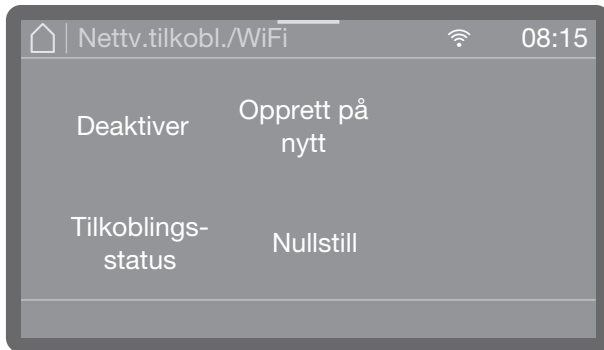 Nettv.tilkobl./WiFi 08:15
Deaktiver
Opprett på
nytt
Tilkoblings-
status
Nullstill